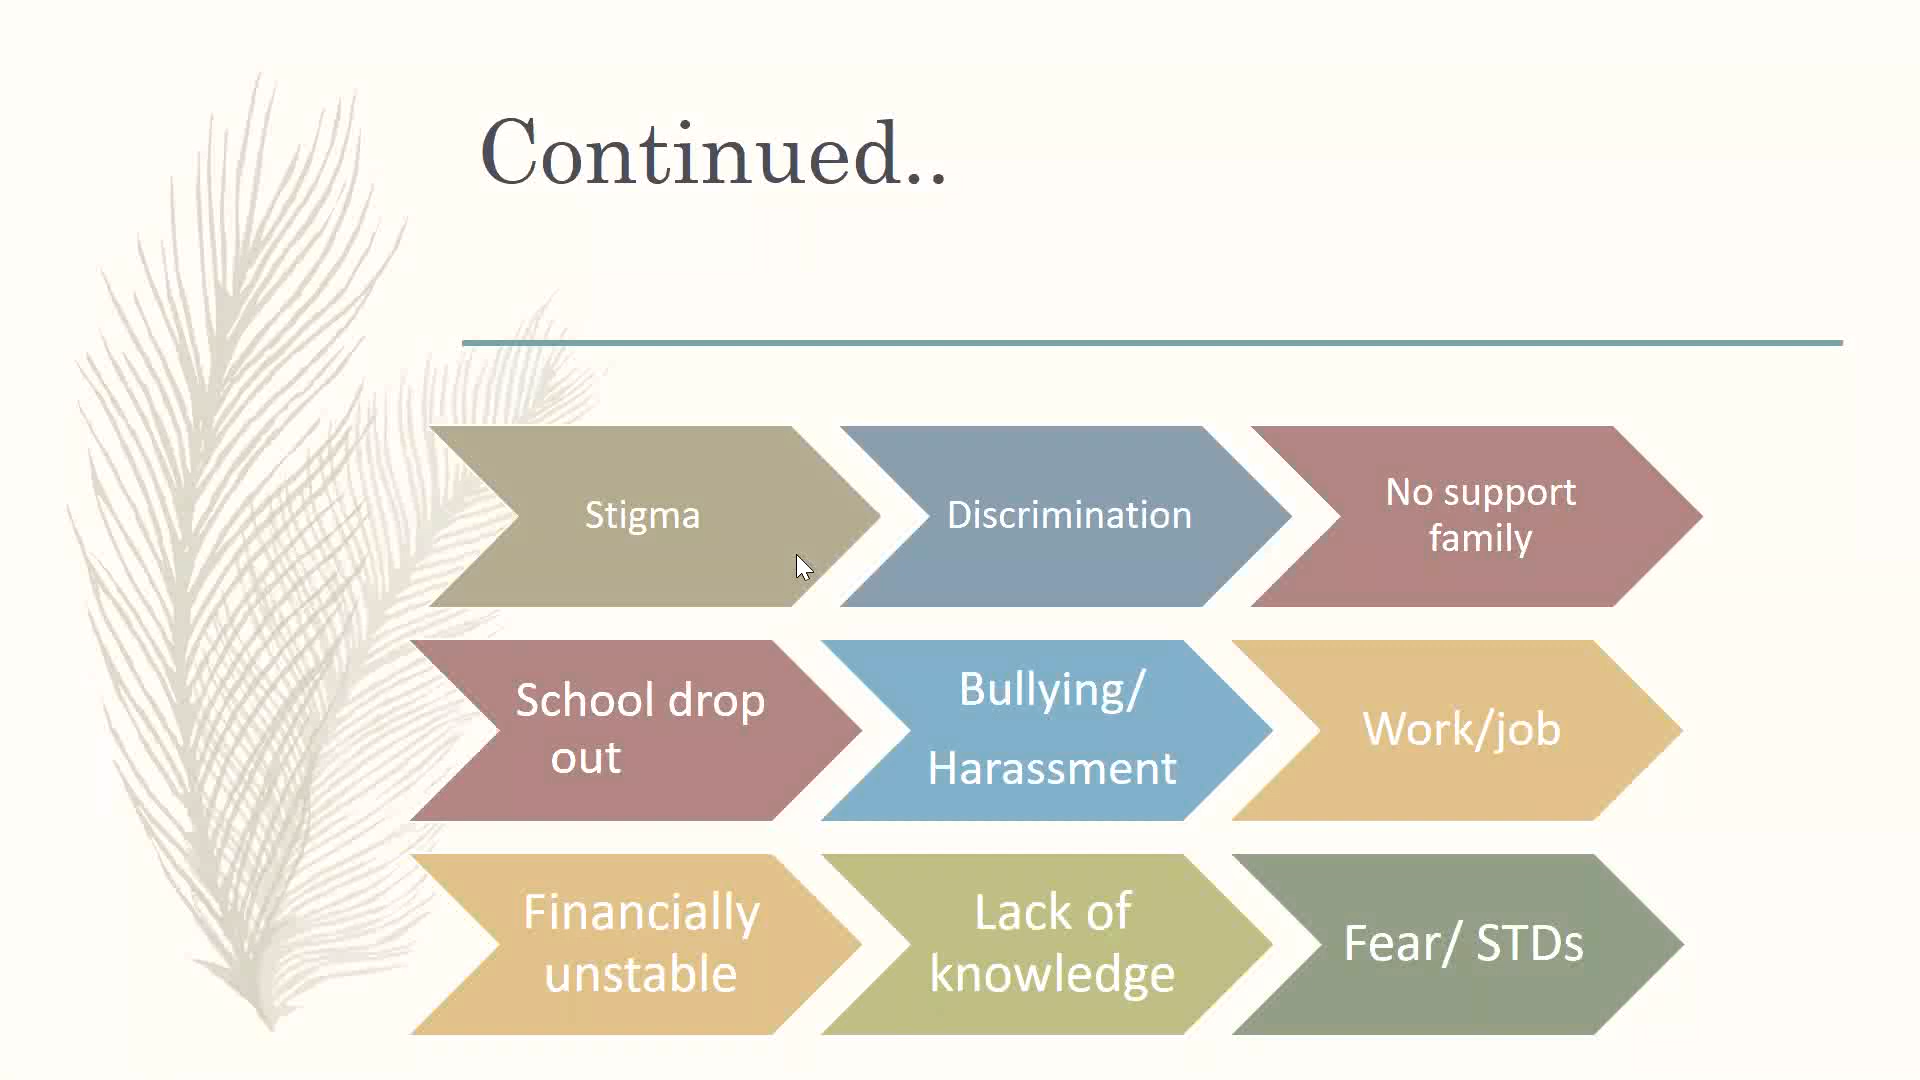 Continued..
Stigma
Discrimination
No support
family
School drop
out
Bullying/
Harassment
Work/job
Financially
unstable
Lack of
knowledge
Fear/ STDs